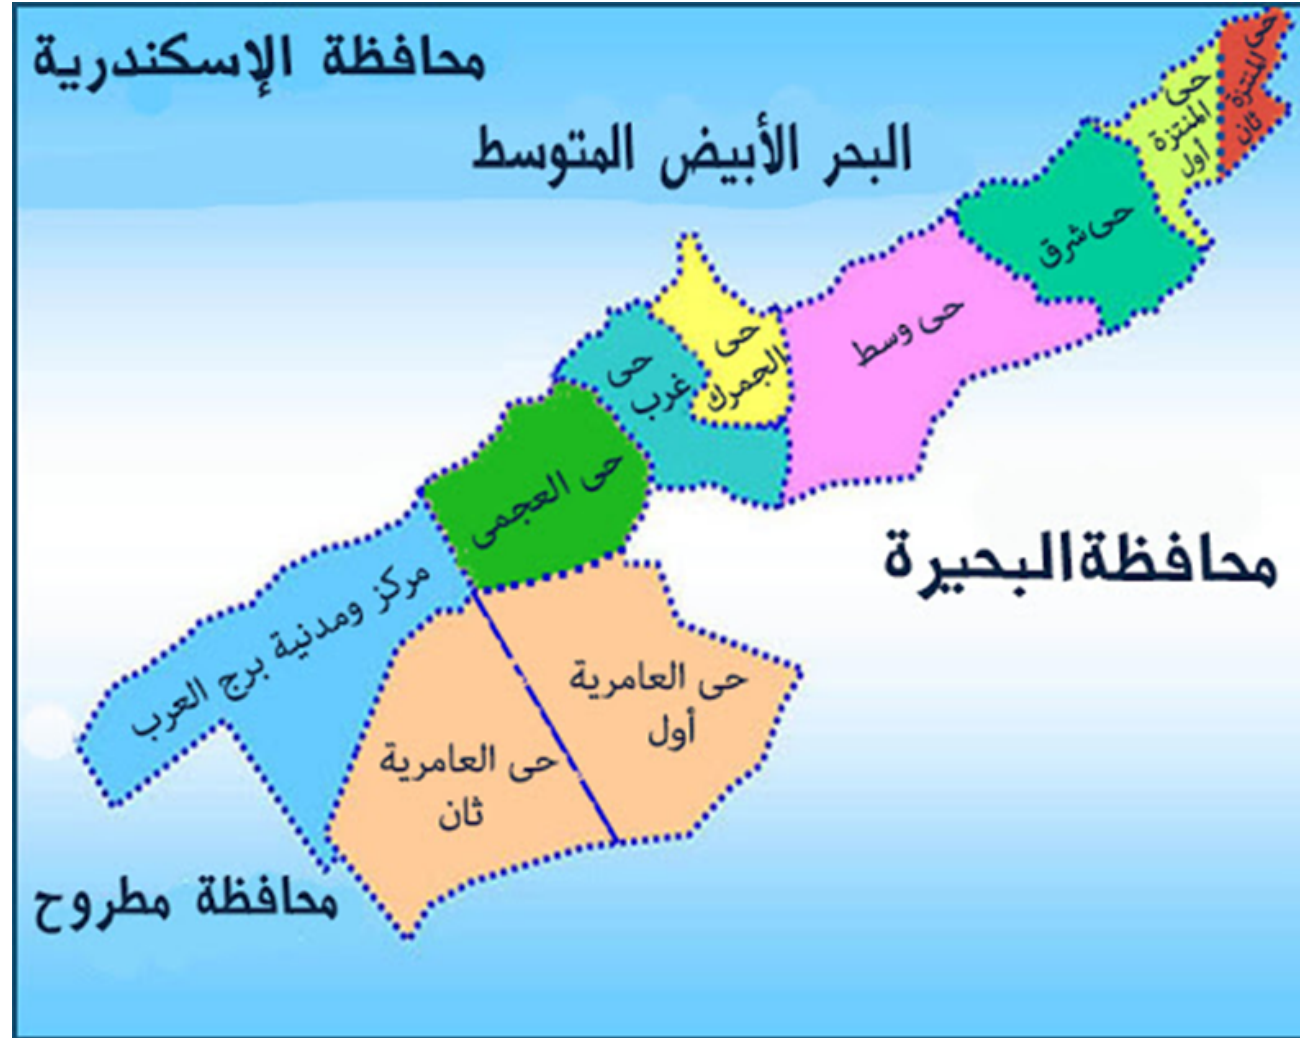 محافظة الإسكندرية
البحر الأبيض المتوسط
حى
المنتزة
ثان
حى
المنتزة
أول
حى شرق
حى وسط
حى
الجمرك
حى
غرب
حى العجمى
محافظة البحيرة
مركز ومدنية برج العرب
حى العامرية
أول
حى العامرية
ثان
محافظة مطروح